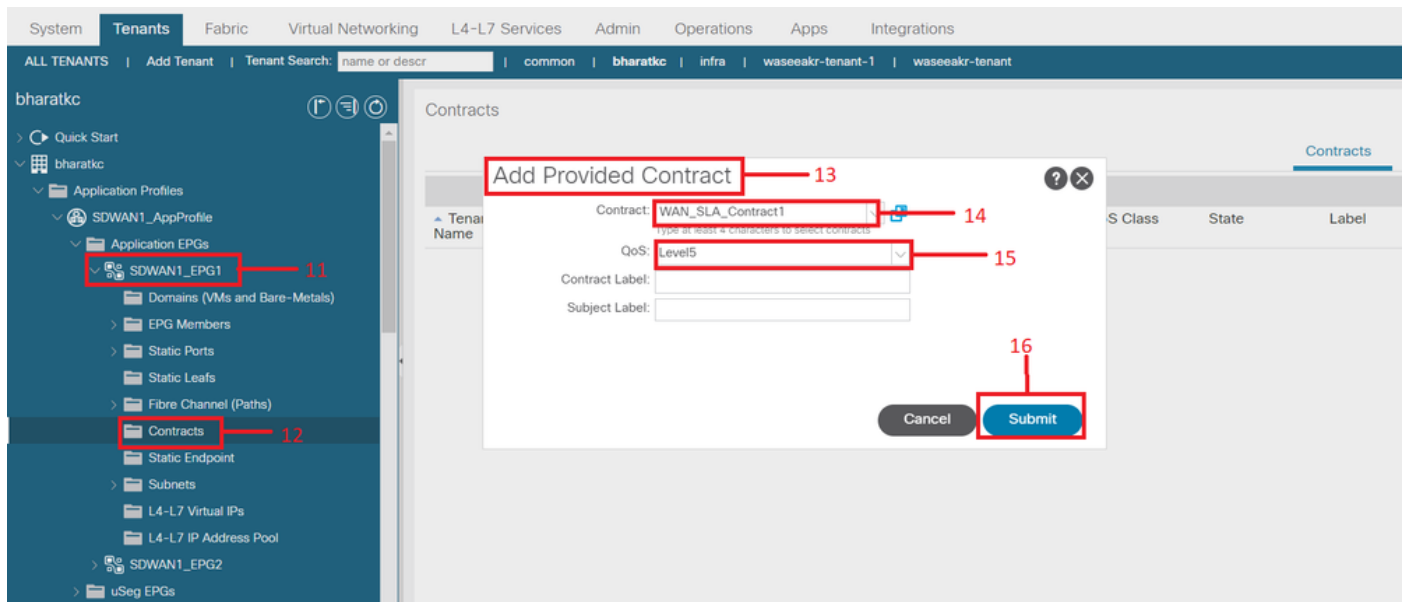 System Tenants Fabric Virtual Networking L4-L7 Services Admin Operations Apps Integrations
ALL TENANTS | Add Tenant | Tenant Search: name or descr | common | bharatkc | infra | waseeakr-tenant-1 | waseeakr-tenant
bharatkc
Quick Start
bharatkc
Application Profiles
SDWAN1_AppProfile
Application EPGs
SDWAN1_EPG1 11
Domains (VMs and Bare-Metals)
EPG Members
Static Ports
Static Leafs
Fibre Channel (Paths)
Contracts 12
Static Endpoint
Subnets
L4-L7 Virtual IPs
L4-L7 IP Address Pool
SDWAN1_EPG2
uSeg EPGs
Contracts
Contracts
Tena
Name
S Class State Label
Add Provided Contract 13
Contract: WAN_SLA_Contract1 14
Type at least 4 characters to select contracts
QoS: Level5 15
Contract Label:
Subject Label:
16
Cancel Submit